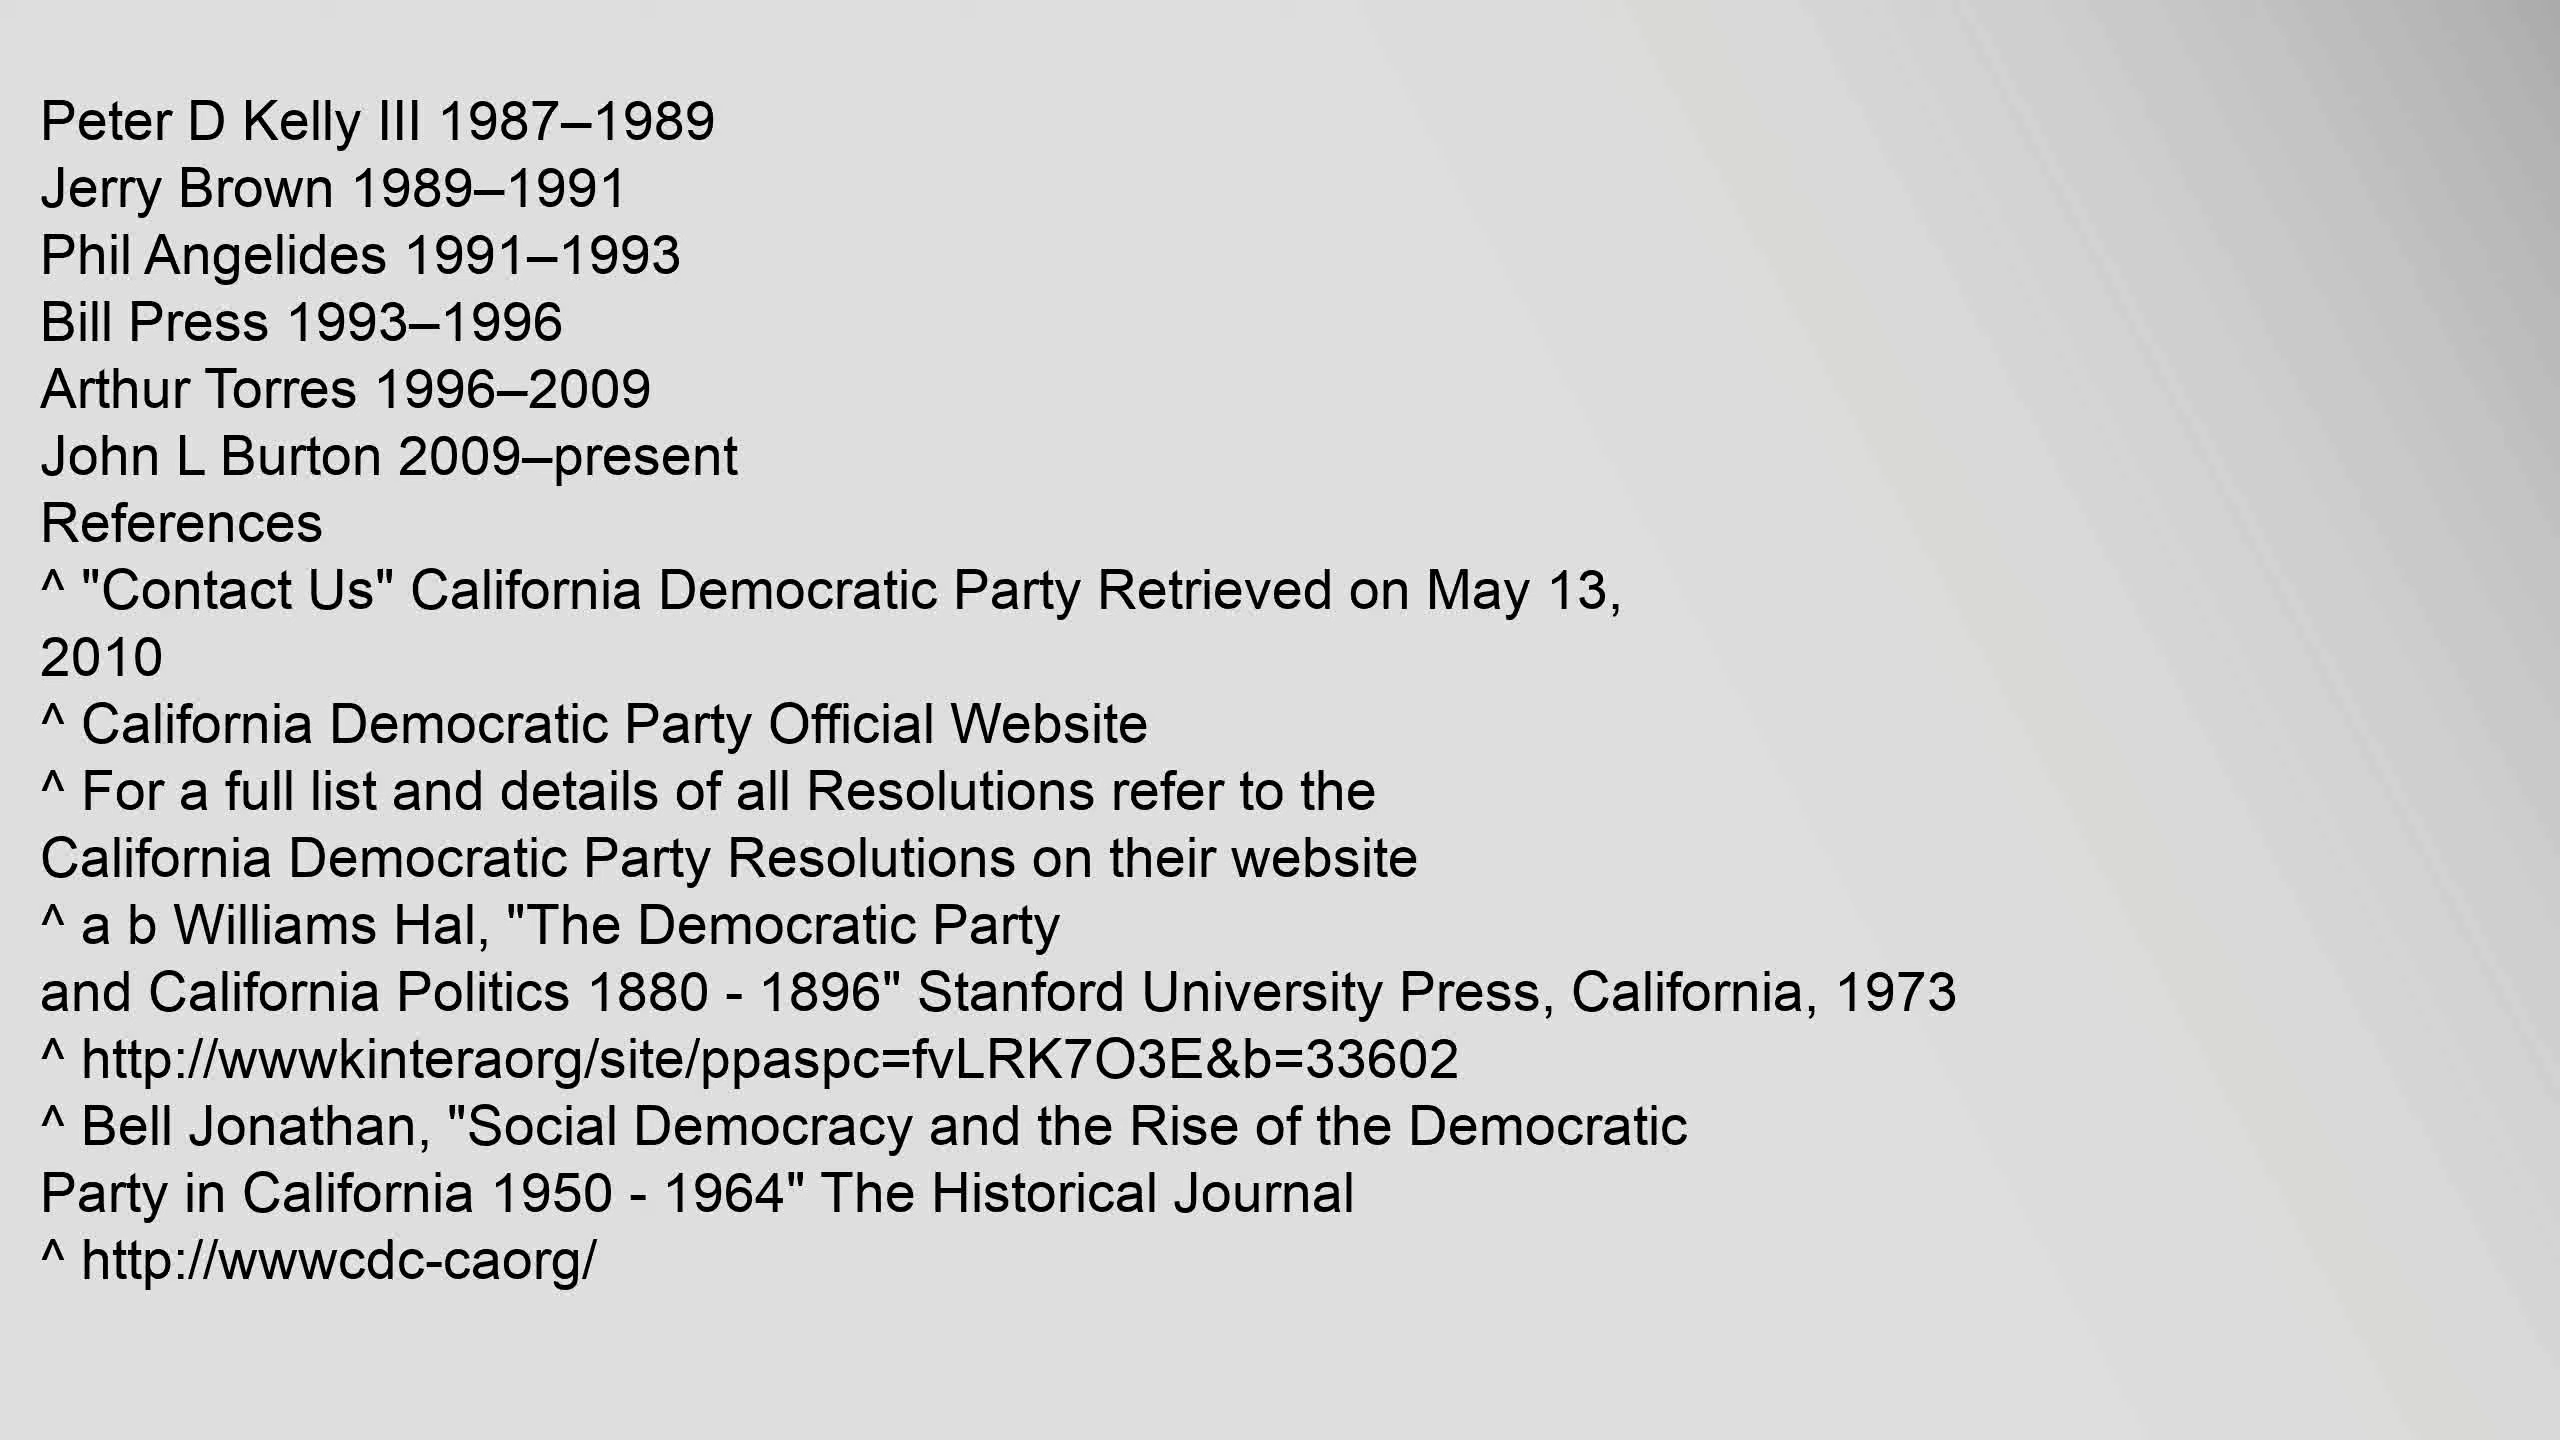 Peter D Kelly III 1987–1989
Jerry Brown 1989–1991
Phil Angelides 1991–1993
Bill Press 1993–1996
Arthur Torres 1996–2009
John L Burton 2009–present
References
^ "Contact Us" California Democratic Party Retrieved on May 13,
2010
^ California Democratic Party Official Website
^ For a full list and details of all Resolutions refer to the
California Democratic Party Resolutions on their website
^ a b Williams Hal, "The Democratic Party
and California Politics 1880 - 1896" Stanford University Press, California, 1973
^ http://wwwkinteraorg/site/ppaspc=fvLRK7O3E&b=33602
^ Bell Jonathan, "Social Democracy and the Rise of the Democratic
Party in California 1950 - 1964" The Historical Journal
^ http://wwwcdc-caorg/